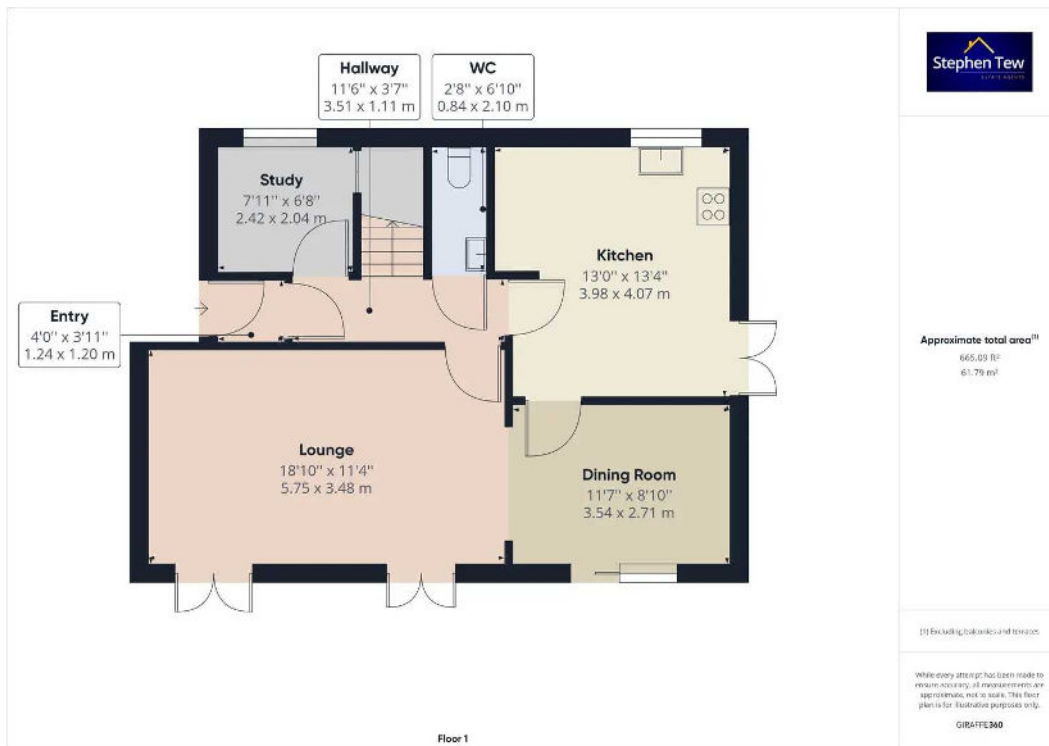 Hallway
11'6" x 3'7"
3.51 x 1.11 m
WC
2'8" x 6'10"
0.84 x 2.10 m
Study
7'11" x 6'8"
2.42 x 2.04 m
Kitchen
13'0" x 13'4"
3.98 x 4.07 m
Entry
4'0" x 3'11"
1.24 x 1.20 m
Lounge
18'10" x 11'4"
5.75 x 3.48 m
Dining Room
11'7" x 8'10"
3.54 x 2.71 m
Floor 1
Stephen Tew
ESTATE AGENTS
Approximate total area(1)
665.09 ft²
61.79 m²
(1) Excluding balconies and terraces
While every attempt has been made to
ensure accuracy, all measurements are
approximate, not to scale. This floor
plan is for illustrative purposes only.
GIRAFFE360